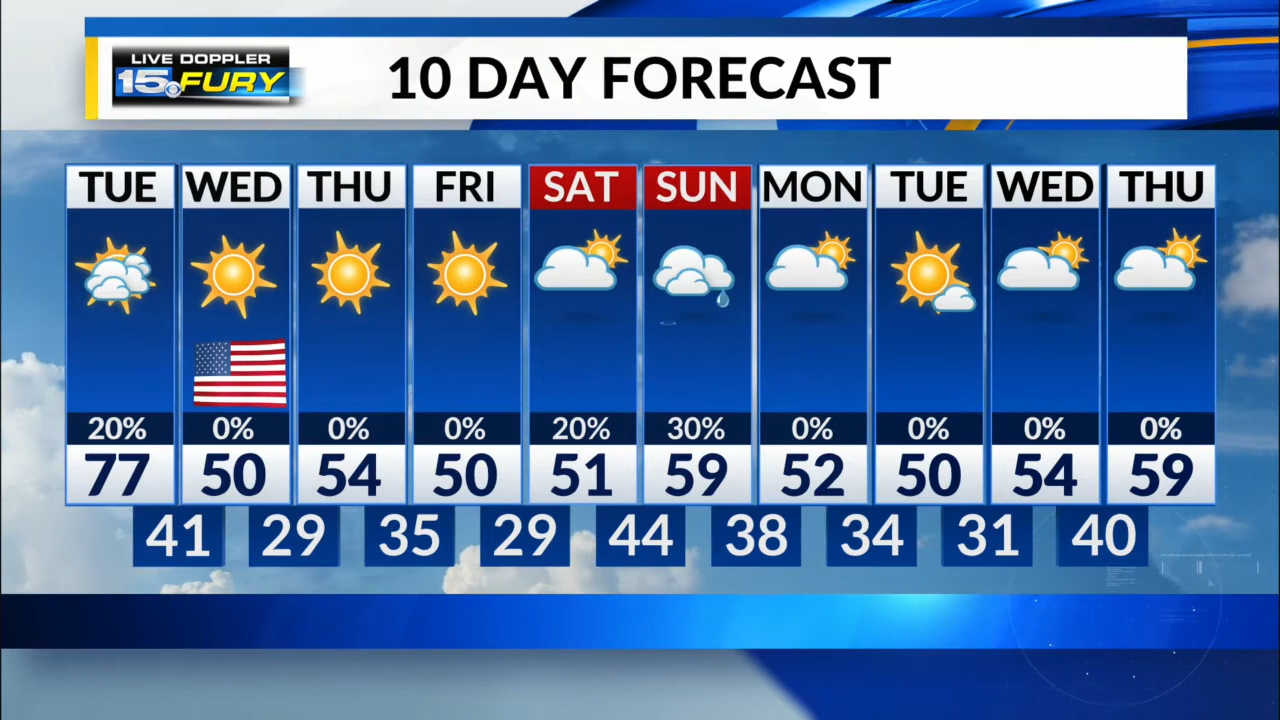 LIVE DOPPLER
15 FURY
10 DAY FORECAST
TUE WED THU FRI SAT SUN MON TUE WED THU
20% 0% 0% 0% 20% 30% 0% 0% 0% 0%
77 50 54 50 51 59 52 50 54 59
41 29 35 29 44 38 34 31 40